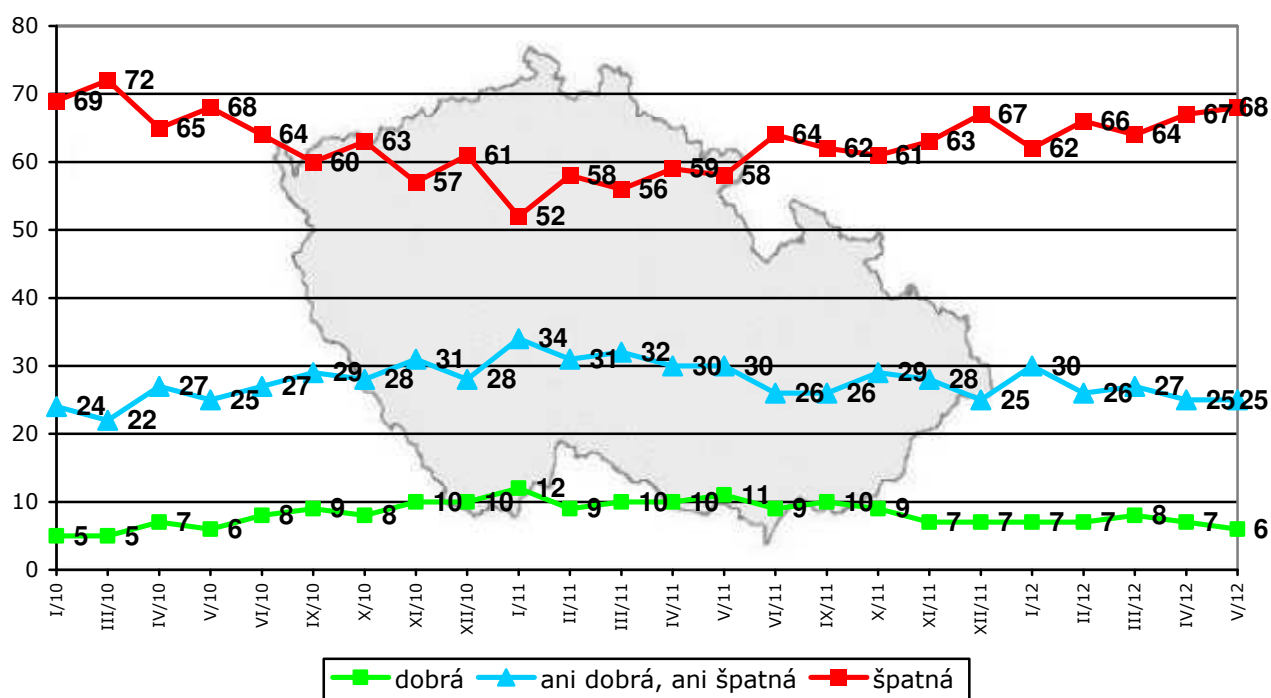 80
70
60
50
40
30
20
10
0
69 72 65 68 64 60 63 57 61 52 58 56 59 58 64 62 61 63 67 62 66 64 67 68
24 22 27 25 27 29 28 31 28 34 31 32 30 30 26 26 29 28 25 30 26 27 25 25
5 5 7 6 8 9 8 10 10 12 9 10 10 11 9 10 9 7 7 7 7 8 7 6
I/10 III/10 IV/10 V/10 VI/10 IX/10 X/10 XI/10 XII/10 I/11 II/11 III/11 IV/11 V/11 VI/11 IX/11 X/11 XI/11 XII/11 I/12 II/12 III/12 IV/12 V/12
dobrá ani dobrá, ani špatná špatná